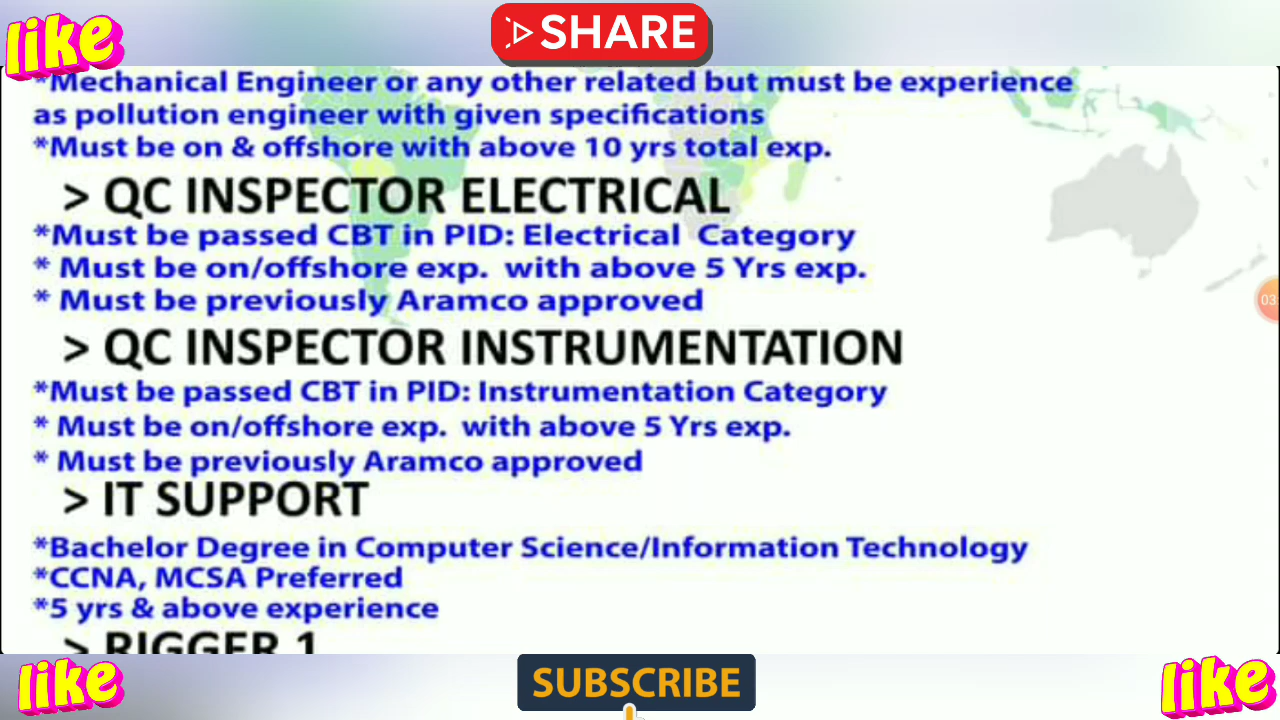 like
SHARE
*Mechanical Engineer or any other related but must be experience
as pollution engineer with given specifications
*Must be on & offshore with above 10 yrs total exp.
> QC INSPECTOR ELECTRICAL
*Must be passed CBT in PID: Electrical Category
* Must be on/offshore exp. with above 5 Yrs exp.
* Must be previously Aramco approved
03
> QC INSPECTOR INSTRUMENTATION
*Must be passed CBT in PID: Instrumentation Category
* Must be on/offshore exp. with above 5 Yrs exp.
* Must be previously Aramco approved
> IT SUPPORT
*Bachelor Degree in Computer Science/Information Technology
*CCNA, MCSA Preferred
*5 yrs & above experience
> RIGGER 1
like
SUBSCRIBE
like